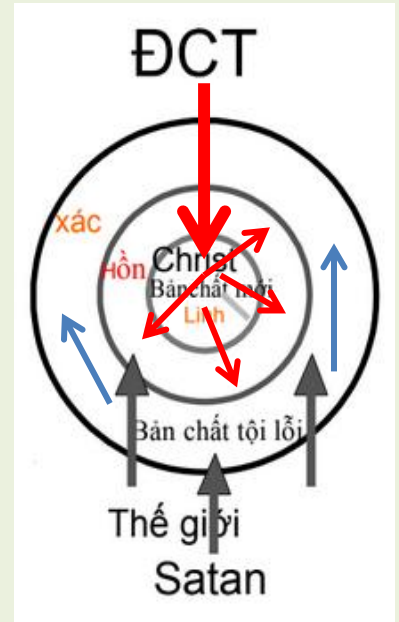 ĐCT
xác
Hồn
Christ
Bản chất mới
Linh
Bản chất tội lỗi
Thế giới
Satan